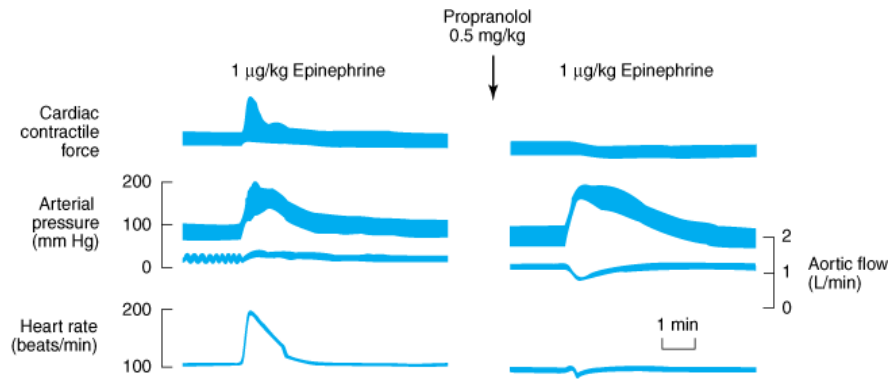 Propranolol
0.5 mg/kg
1 µg/kg Epinephrine
1 µg/kg Epinephrine
Cardiac
contractile
force
Arterial
pressure
(mm Hg)
200
100
0
2
1
0
Aortic flow
(L/min)
Heart rate
(beats/min)
200
100
1 min